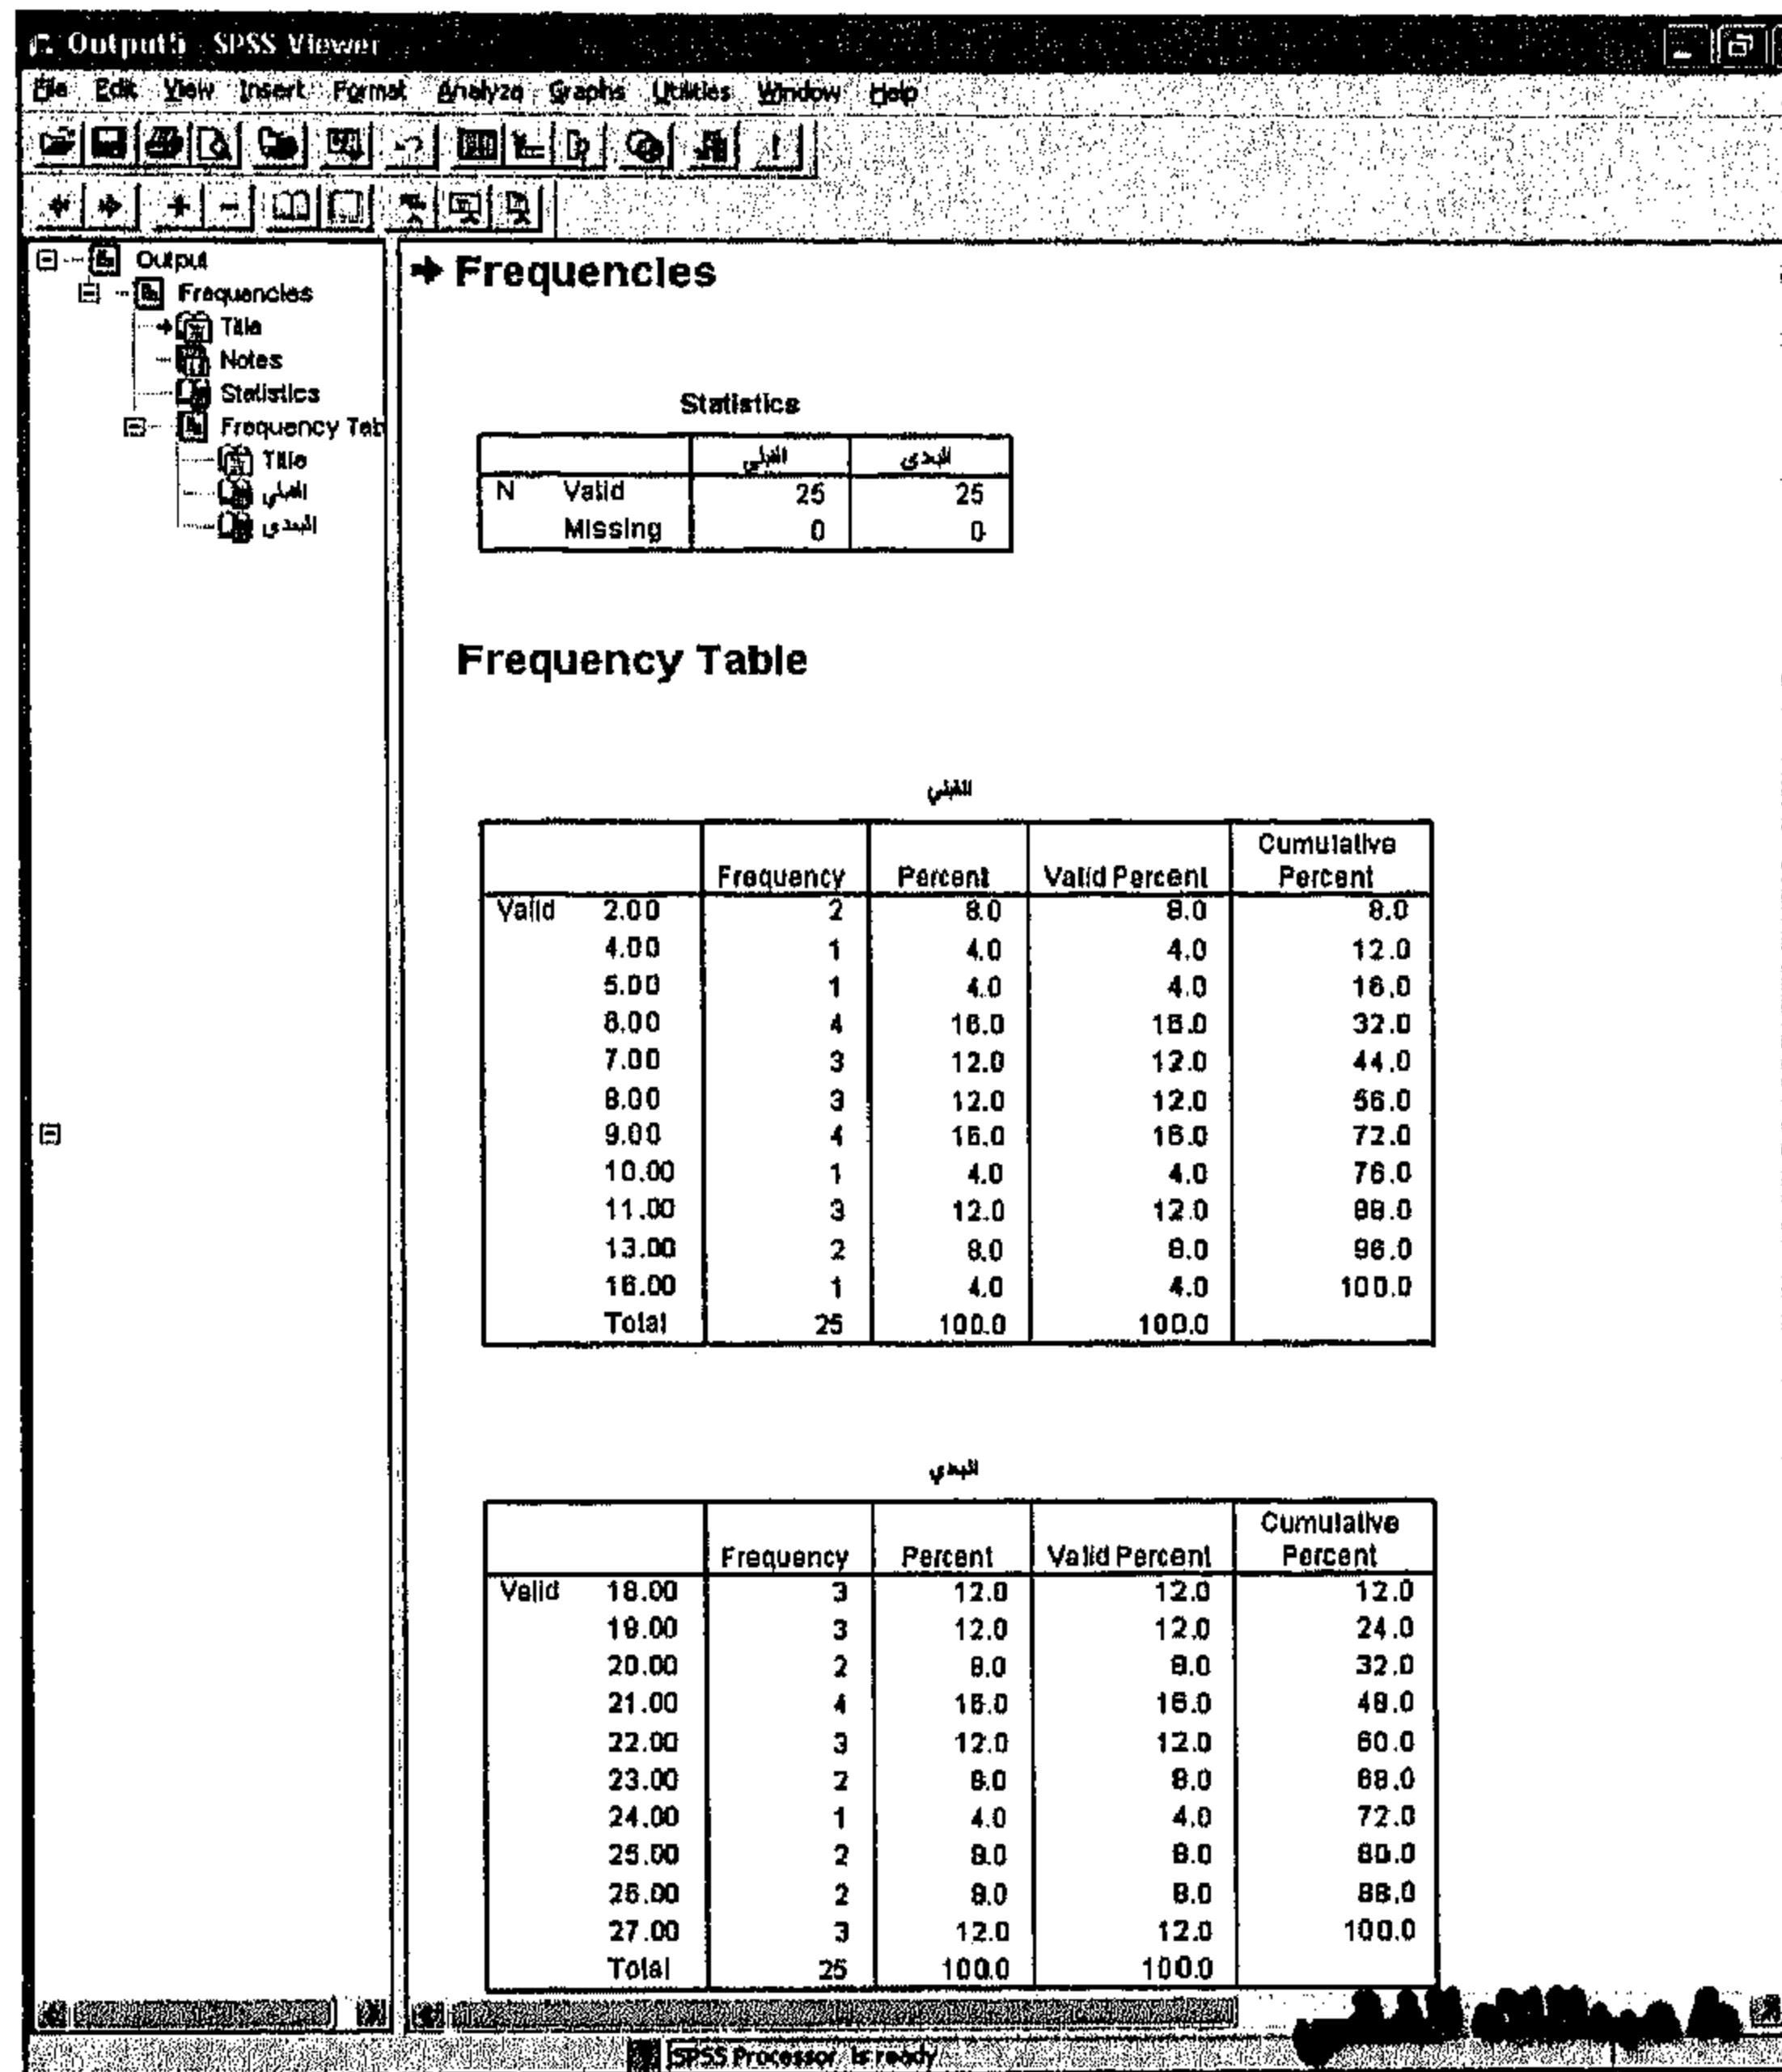 Output5 - SPSS Viewer
File Edit View Insert Format Analyze Graphs Utilities Window Help
Output
Frequencies
Title
Notes
Statistics
Frequency Tab
Title
القبلي
البعدي
Frequencies
Statistics
القبلي البعدي
N Valid 25 25
Missing 0 0
Frequency Table
القبلي
Frequency Percent Valid Percent Cumulative Percent
Valid 2.00 2 8.0 8.0 8.0
4.00 1 4.0 4.0 12.0
5.00 1 4.0 4.0 16.0
6.00 4 16.0 16.0 32.0
7.00 3 12.0 12.0 44.0
8.00 3 12.0 12.0 56.0
9.00 4 16.0 16.0 72.0
10.00 1 4.0 4.0 76.0
11.00 3 12.0 12.0 88.0
13.00 2 8.0 8.0 96.0
16.00 1 4.0 4.0 100.0
Total 25 100.0 100.0
البعدي
Frequency Percent Valid Percent Cumulative Percent
Valid 18.00 3 12.0 12.0 12.0
19.00 3 12.0 12.0 24.0
20.00 2 8.0 8.0 32.0
21.00 4 16.0 16.0 48.0
22.00 3 12.0 12.0 60.0
23.00 2 8.0 8.0 68.0
24.00 1 4.0 4.0 72.0
25.00 2 8.0 8.0 80.0
26.00 2 8.0 8.0 88.0
27.00 3 12.0 12.0 100.0
Total 25 100.0 100.0
SPSS Processor is ready